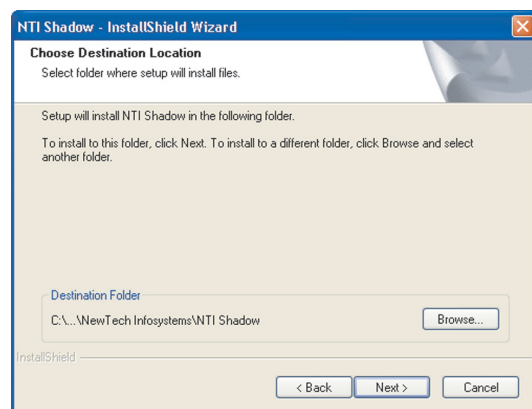 NTI Shadow - InstallShield Wizard
Choose Destination Location
Select folder where setup will install files.
Setup will install NTI Shadow in the following folder.
To install to this folder, click Next. To install to a different folder, click Browse and select
another folder.
Destination Folder
C:\...\NewTech Infosystems\NTI Shadow
Browse...
InstallShield
< Back
Next >
Cancel